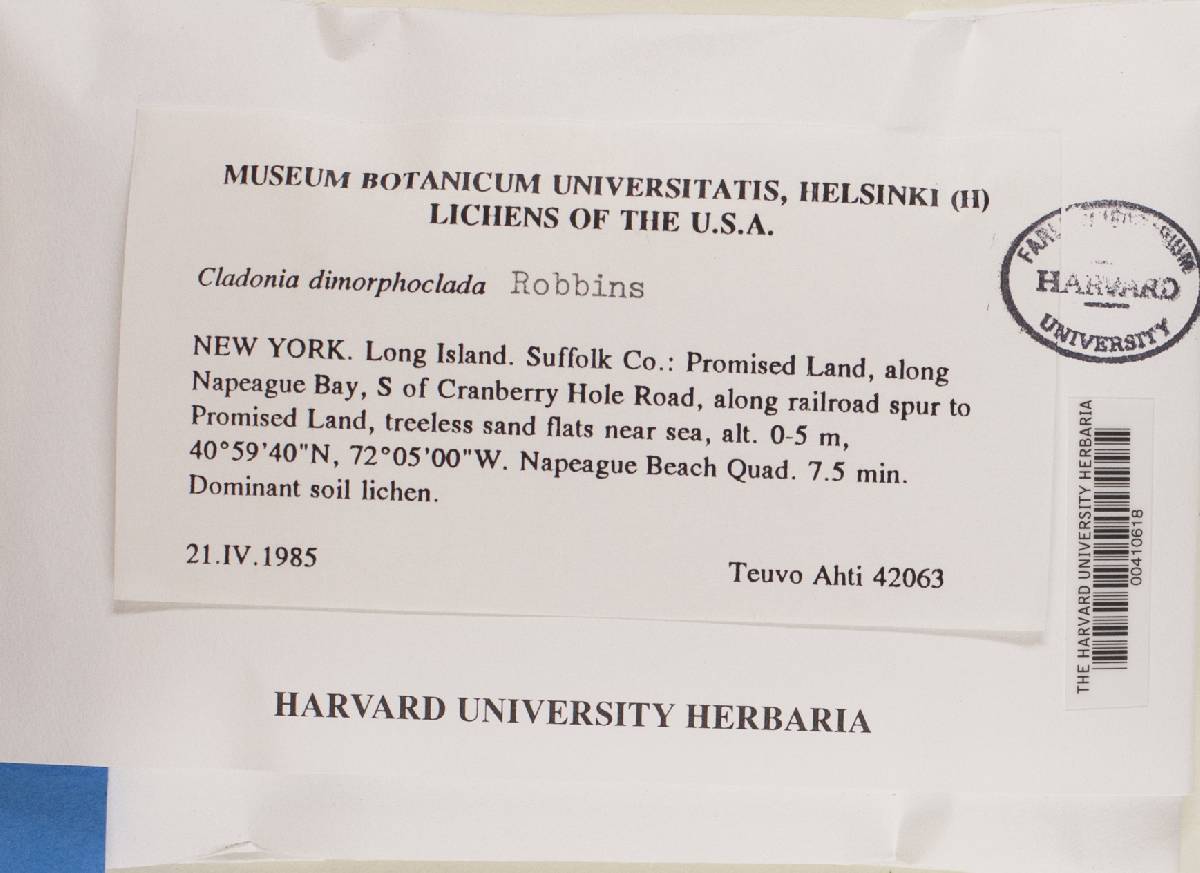 MUSEUM BOTANICUM UNIVERSITATIS, HELSINKI (H)
LICHENS OF THE U.S.A.
Cladonia dimorphoclada Robbins
NEW YORK. Long Island. Suffolk Co.: Promised Land, along
Napeague Bay, S of Cranberry Hole Road, along railroad spur to
Promised Land, treeless sand flats near sea, alt. 0-5 m,
40°59'40"N, 72°05'00"W. Napeague Beach Quad. 7.5 min.
Dominant soil lichen.
21.IV.1985
Teuvo Ahti 42063
HARVARD
UNIVERSITY
THE HARVARD UNIVERSITY HERBARIA
00410618
HARVARD UNIVERSITY HERBARIA